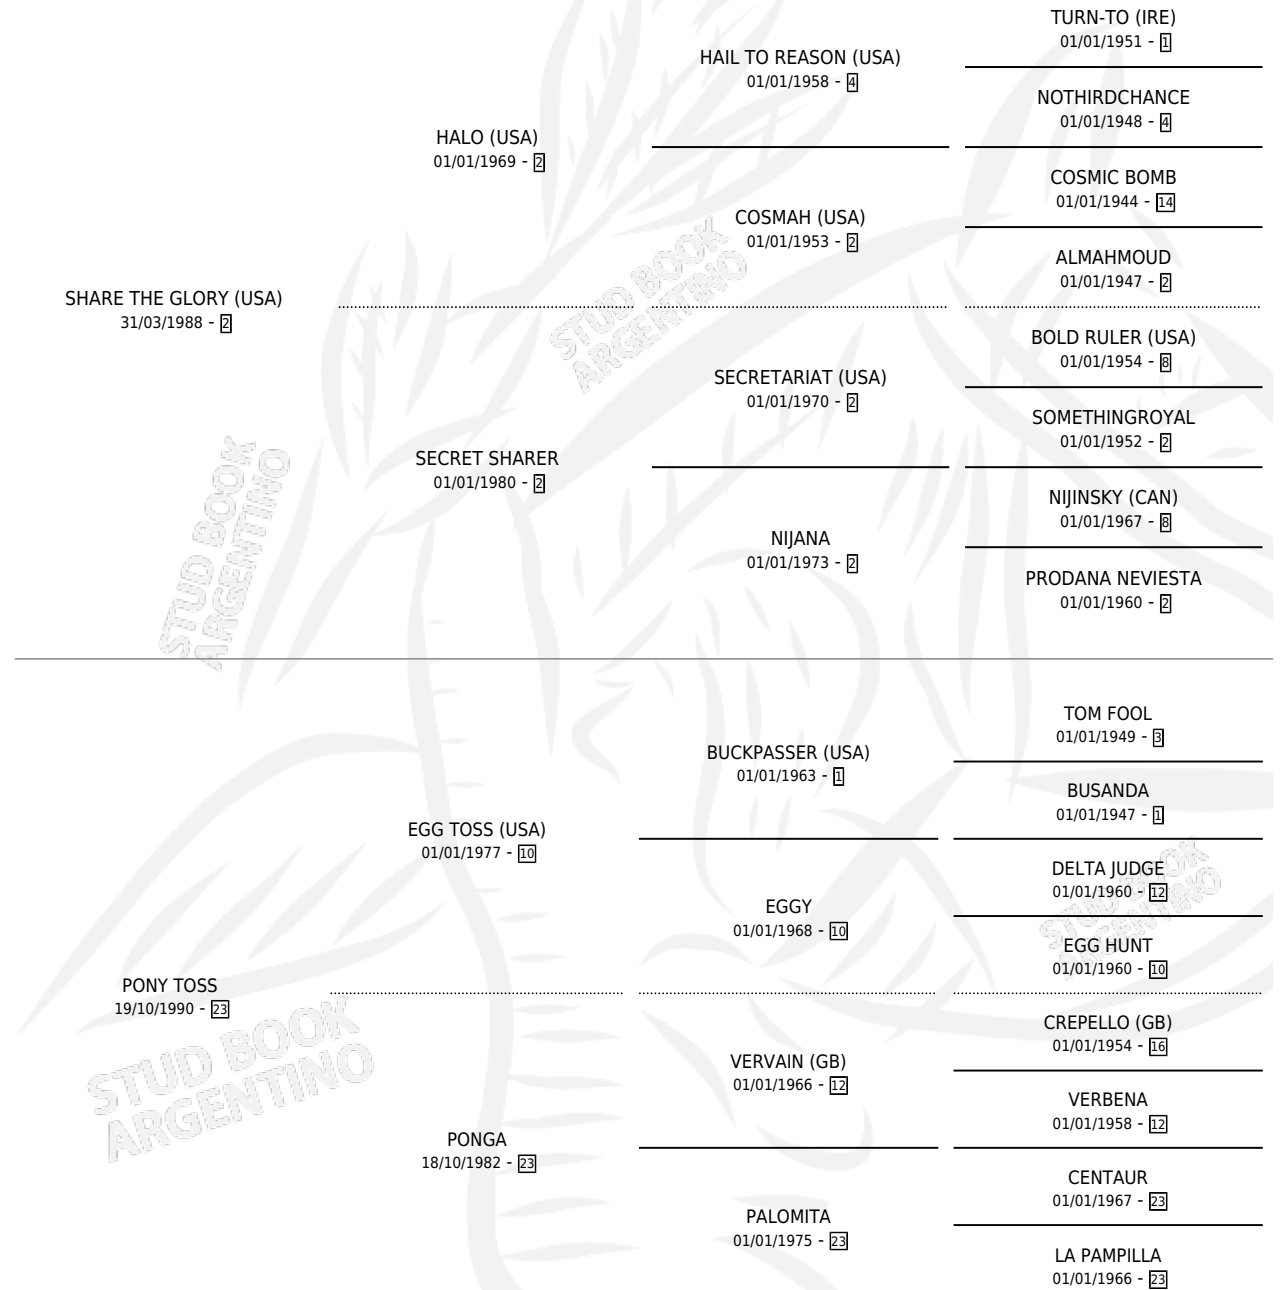 TURN-TO (IRE)
01/01/1951 - 1
HAIL TO REASON (USA)
01/01/1958 - 4
NOTHIRDCHANCE
01/01/1948 - 4
HALO (USA)
01/01/1969 - 2
COSMIC BOMB
01/01/1944 - 14
COSMAH (USA)
01/01/1953 - 2
ALMAHMOUD
01/01/1947 - 2
SHARE THE GLORY (USA)
31/03/1988 - 2
STUD BOOK
ARGENTINO
BOLD RULER (USA)
01/01/1954 - 8
SECRETARIAT (USA)
01/01/1970 - 2
SOMETHINGROYAL
01/01/1952 - 2
SECRET SHARER
01/01/1980 - 2
NIJINSKY (CAN)
01/01/1967 - 8
NIJANA
01/01/1973 - 2
PRODANA NEVIESTA
01/01/1960 - 2
STUD BOOK
ARGENTINO
TOM FOOL
01/01/1949 - 3
BUCKPASSER (USA)
01/01/1963 - 1
BUSANDA
01/01/1947 - 1
EGG TOSS (USA)
01/01/1977 - 10
DELTA JUDGE
01/01/1960 - 12
EGGY
01/01/1968 - 10
EGG HUNT
01/01/1960 - 10
STUD BOOK
ARGENTINO
PONY TOSS
19/10/1990 - 23
CREPELLO (GB)
01/01/1954 - 16
VERVAIN (GB)
01/01/1966 - 12
VERBENA
01/01/1958 - 12
STUD BOOK
ARGENTINO
PONGA
18/10/1982 - 23
CENTAUR
01/01/1967 - 23
PALOMITA
01/01/1975 - 23
LA PAMPILLA
01/01/1966 - 23